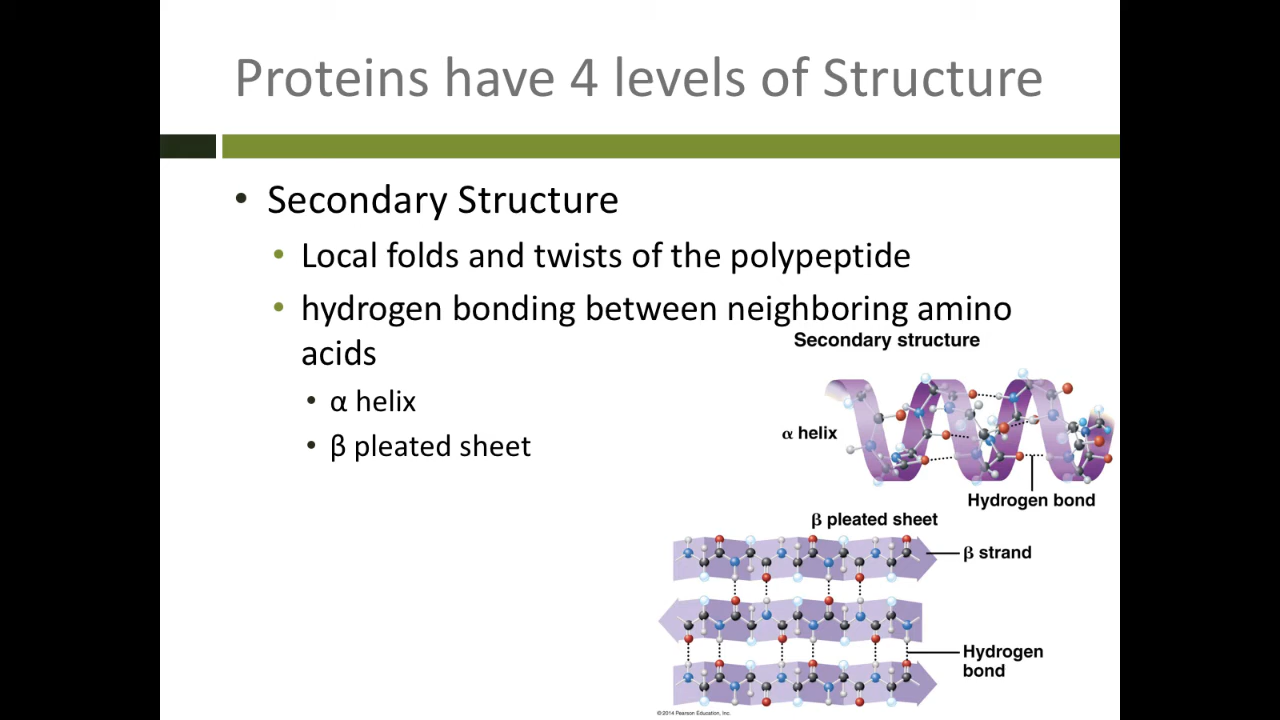 Proteins have 4 levels of Structure
• Secondary Structure
• Local folds and twists of the polypeptide
• hydrogen bonding between neighboring amino
acids
• α helix
• β pleated sheet
Secondary structure
α helix
Hydrogen bond
β pleated sheet
β strand
Hydrogen
bond
©2014 Pearson Education, Inc.